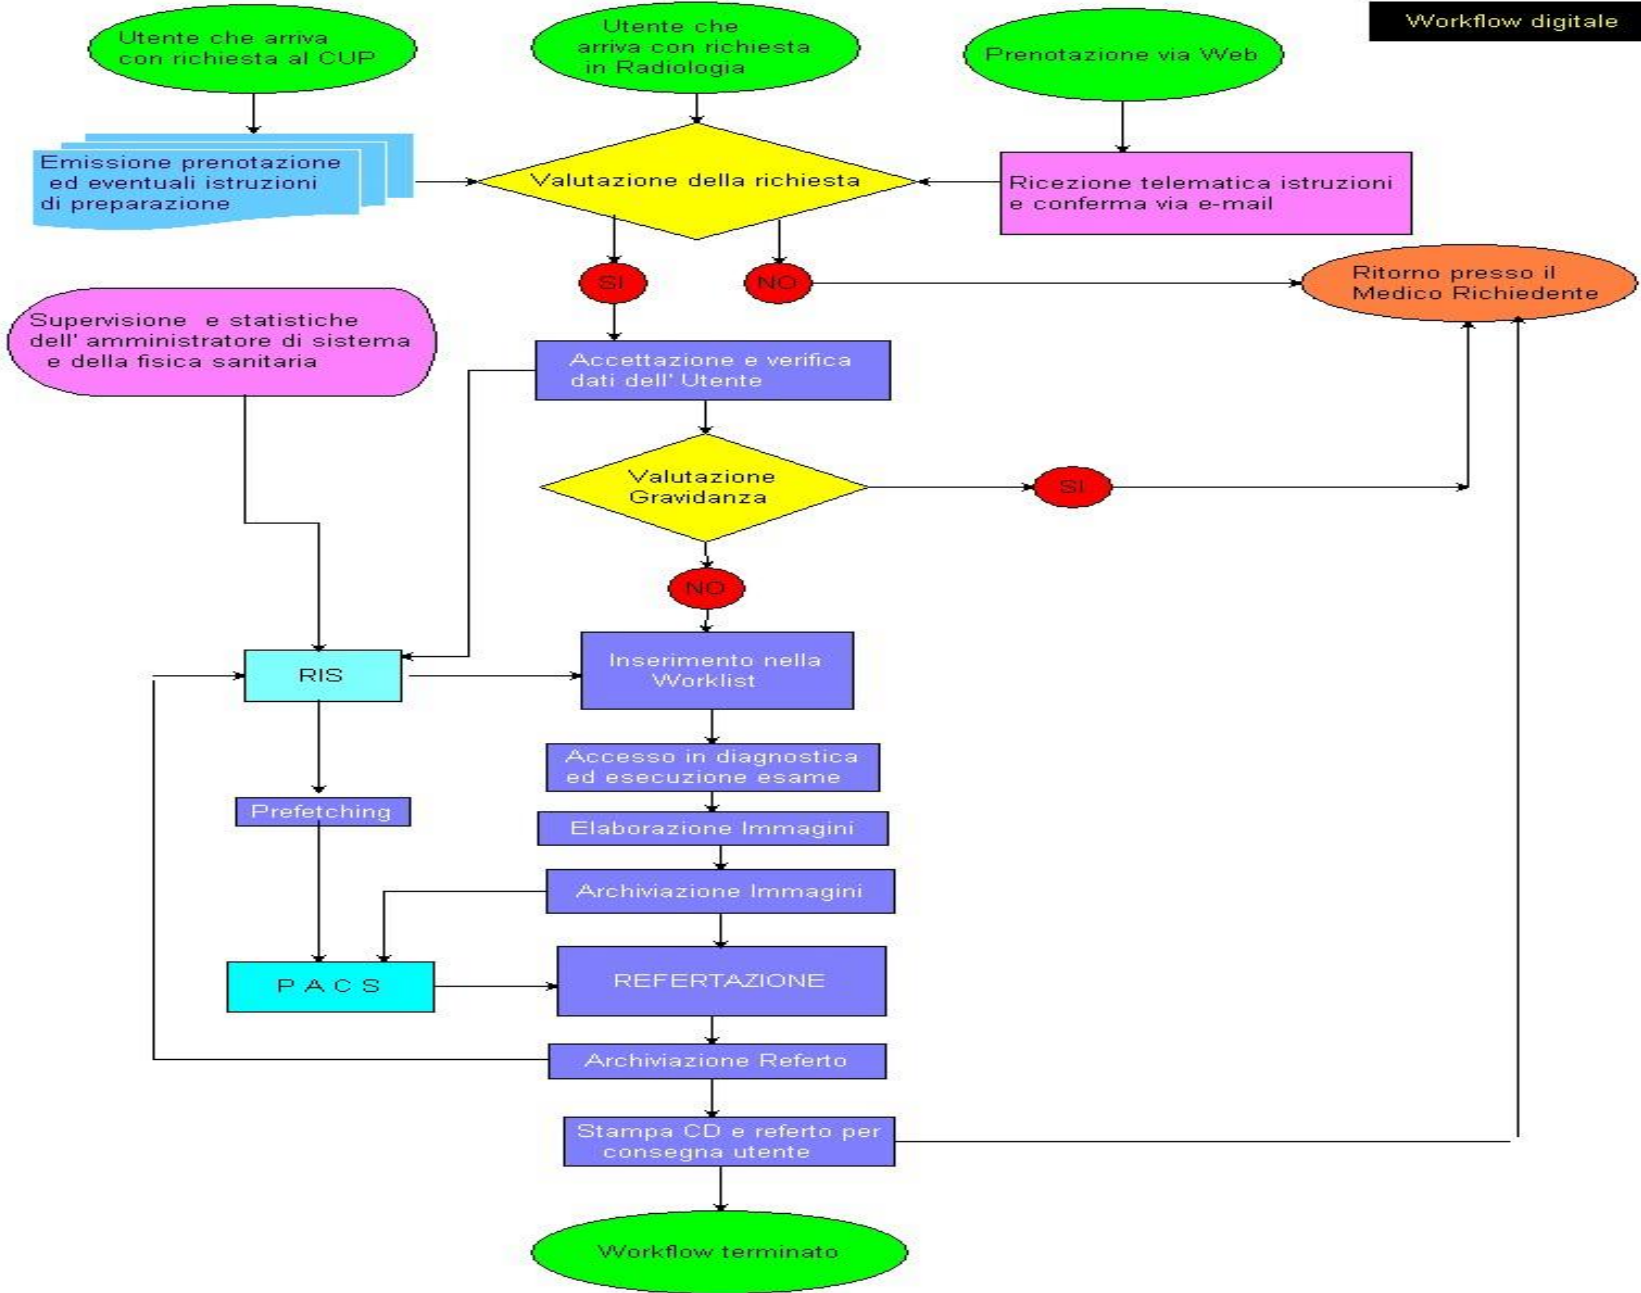 Workflow digitale
Utente che arriva
con richiesta al CUP
Utente che
arriva con richiesta
in Radiologia
Prenotazione via Web
Emissione prenotazione
ed eventuali istruzioni
di preparazione
Valutazione della richiesta
Ricezione telematica istruzioni
e conferma via e-mail
SI
NO
Ritorno presso il
Medico Richiedente
Supervisione e statistiche
dell' amministratore di sistema
e della fisica sanitaria
Accettazione e verifica
dati dell' Utente
Valutazione
Gravidanza
SI
NO
RIS
Inserimento nella
Worklist
Accesso in diagnostica
ed esecuzione esame
Prefetching
Elaborazione Immagini
Archiviazione Immagini
P A C S
REFERTAZIONE
Archiviazione Referto
Stampa CD e referto per
consegna utente
Workflow terminato